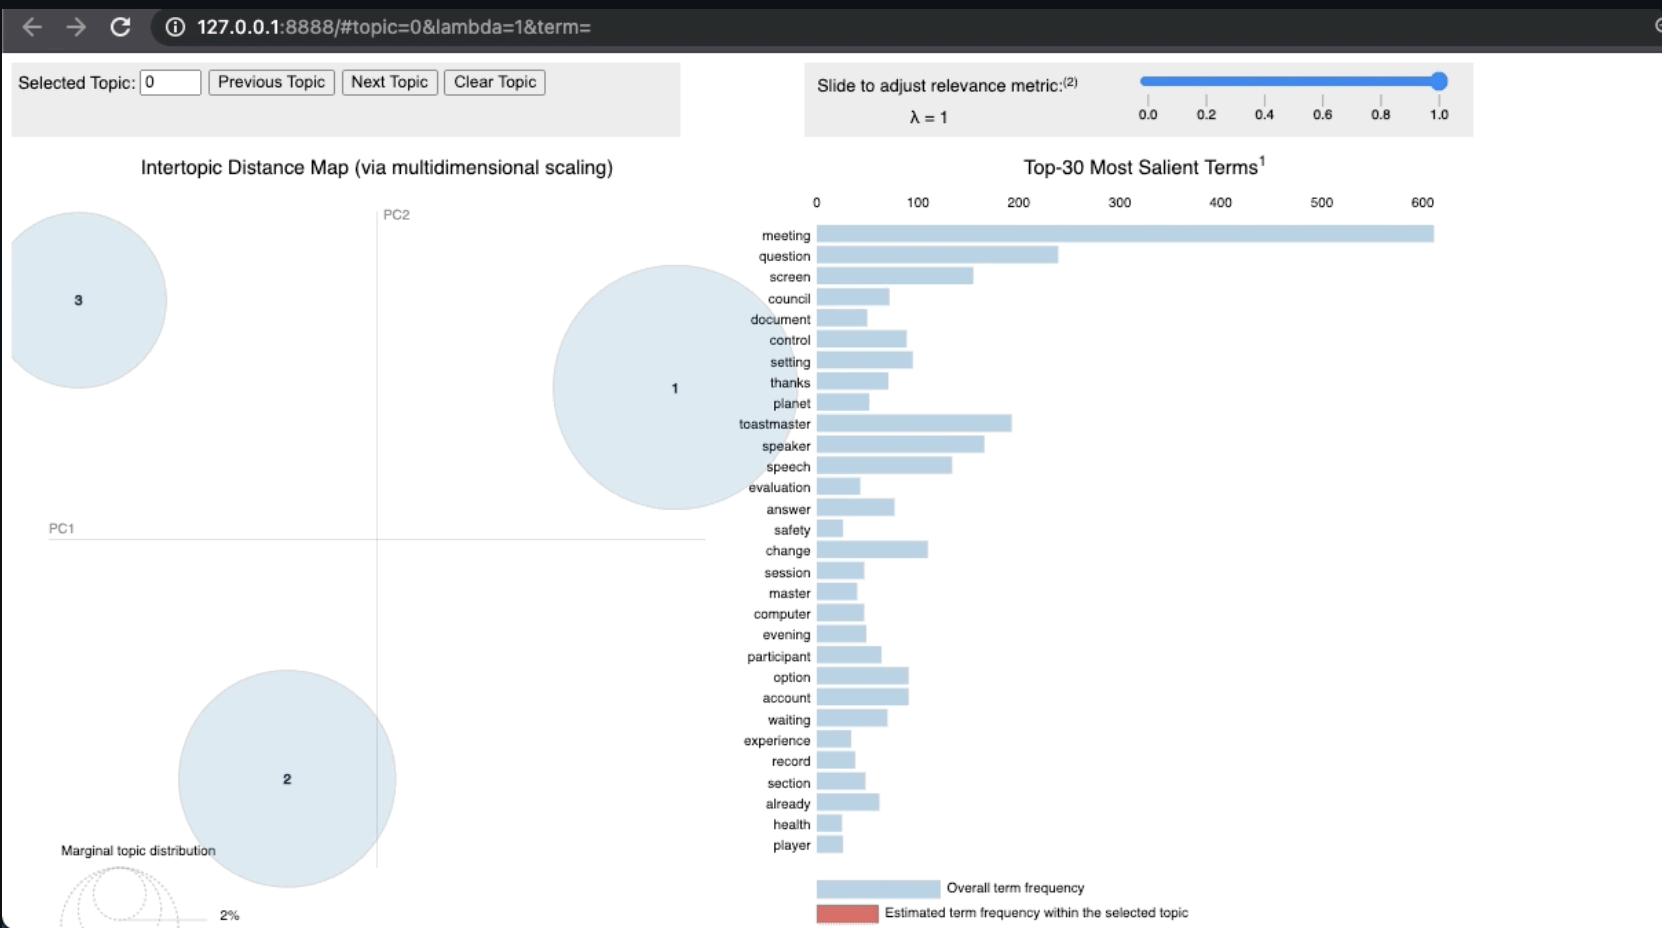 127.0.0.1:8888/#topic=0&lambda=1&term=
Selected Topic: 0 Previous Topic Next Topic Clear Topic
Slide to adjust relevance metric:(2)
λ = 1
0.0 0.2 0.4 0.6 0.8 1.0
Intertopic Distance Map (via multidimensional scaling)
PC2
3
1
PC1
2
Marginal topic distribution
2%
Top-30 Most Salient Terms1
0 100 200 300 400 500 600
meeting
question
screen
council
document
control
setting
thanks
planet
toastmaster
speaker
speech
evaluation
answer
safety
change
session
master
computer
evening
participant
option
account
waiting
experience
record
section
already
health
player
Overall term frequency
Estimated term frequency within the selected topic